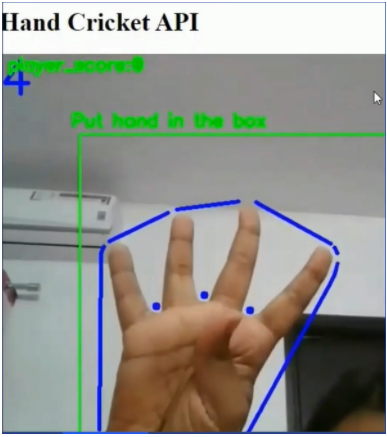 Hand Cricket API
player_score:0
4
Put hand in the box